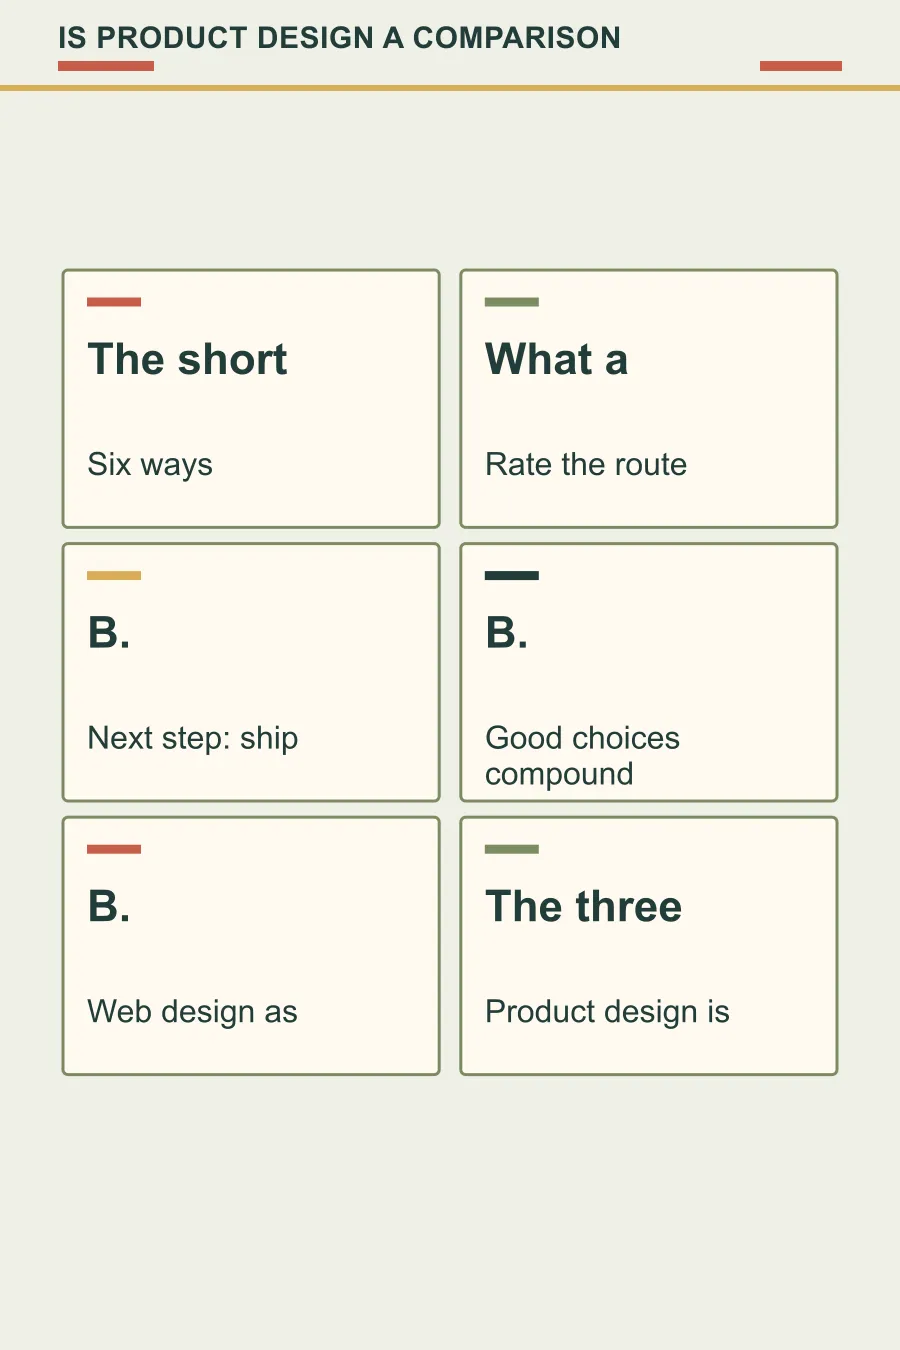 IS PRODUCT DESIGN A COMPARISON
The short
Six ways
What a
Rate the route
B.
Next step: ship
B.
Good choices
compound
B.
Web design as
The three
Product design is